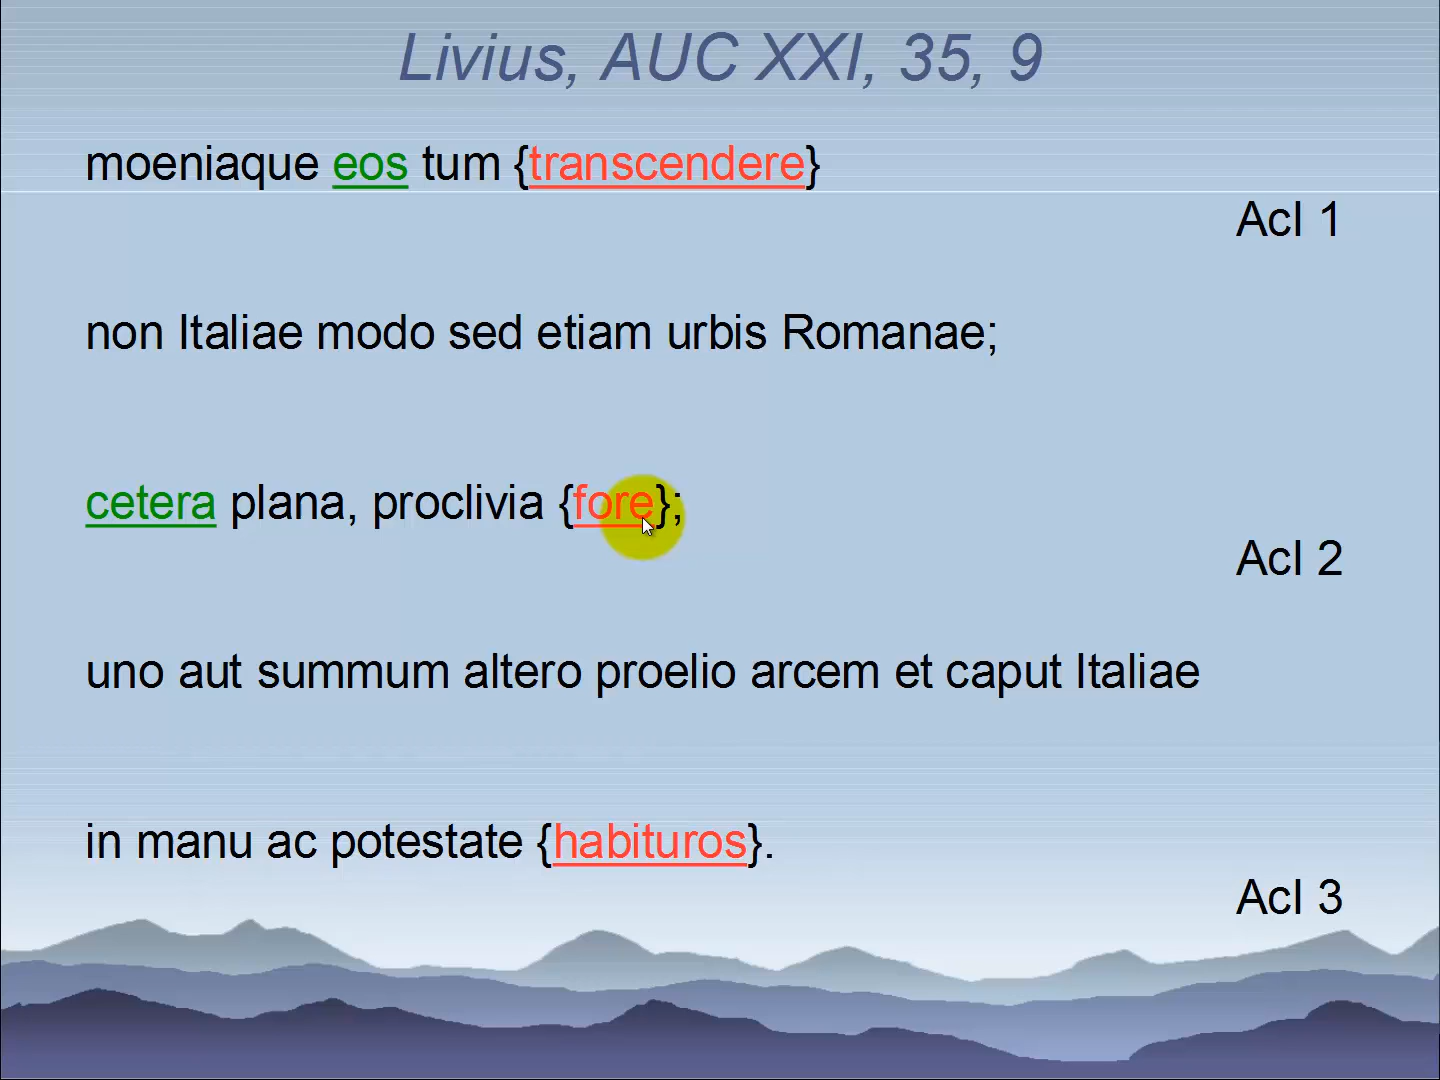 Livius, AUC XXI, 35, 9
moeniaque eos tum {transcendere}
AcI 1
non Italiae modo sed etiam urbis Romanae;
cetera plana, proclivia {fore};
AcI 2
uno aut summum altero proelio arcem et caput Italiae
in manu ac potestate {habituros}.
AcI 3